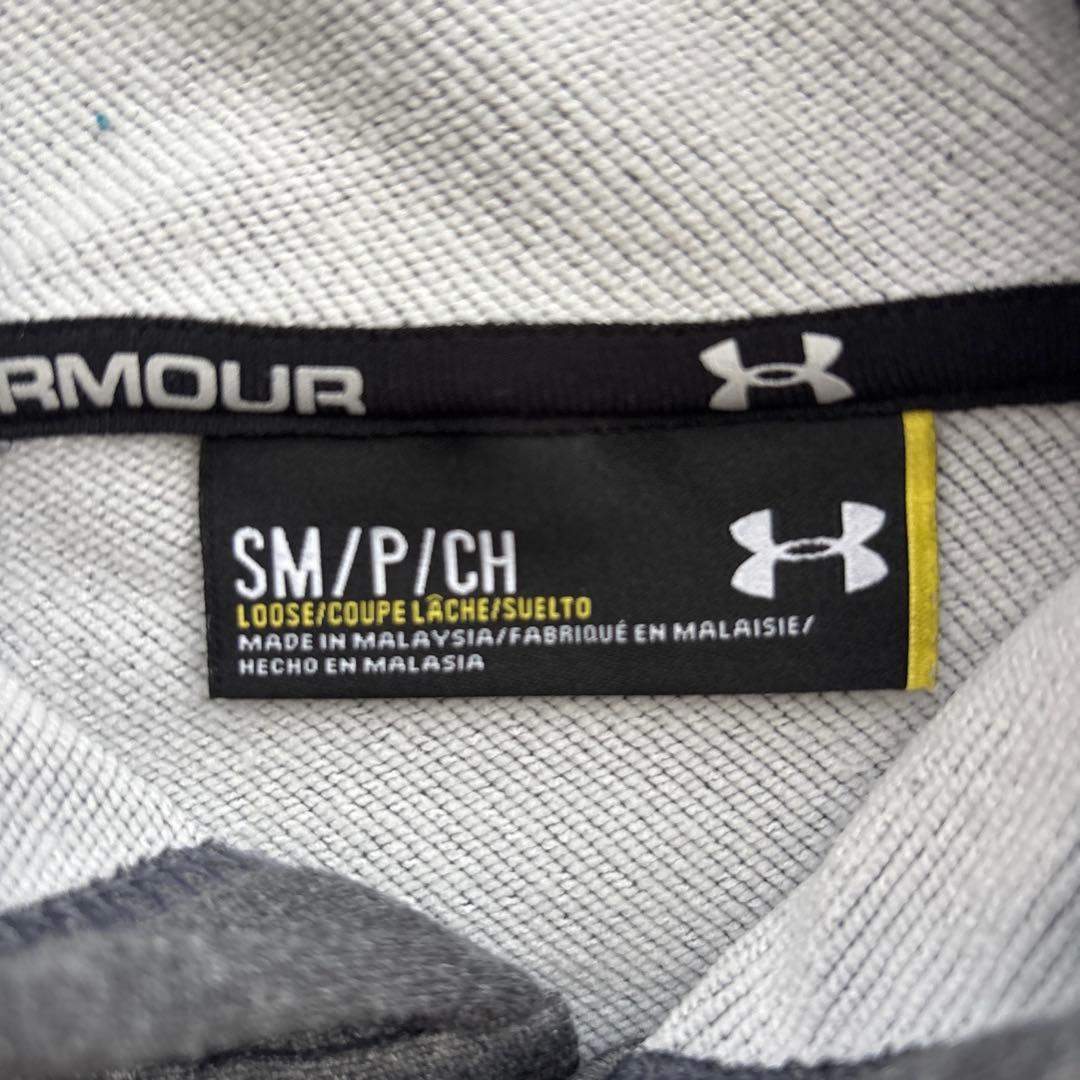 RMOUR
SM/P/CH
LOOSE/COUPE LÂCHE/SUELTO
MADE IN MALAYSIA/FABRIQUÉ EN MALAISIE/
HECHO EN MALASIA